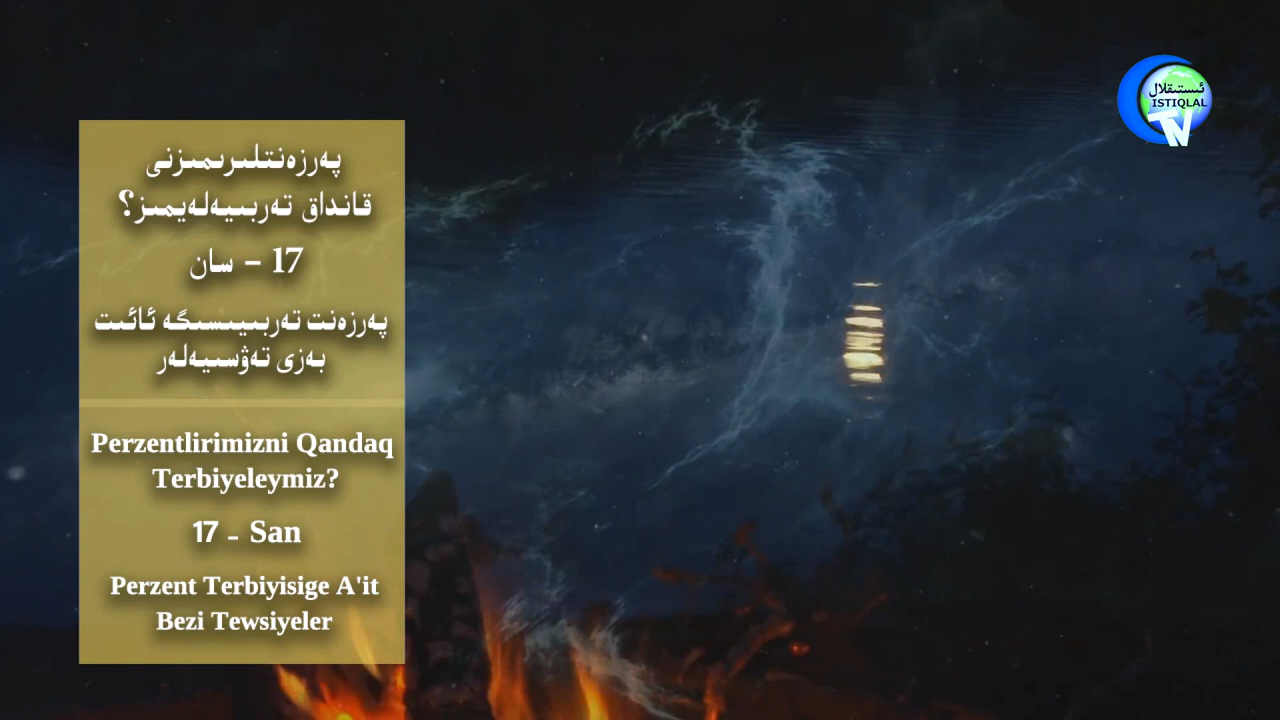 پەرزەنتلىرىمىزنى
قانداق تەربىيەلەيمىز؟
17 - سان
پەرزەنت تەربىيىسىگە ئائىت
بەزى تەۋسىيەلەر
Perzentlirimizni Qandaq
Terbiyeleymiz?
17 - San
Perzent Terbiyisige A'it
Bezi Tewsiyeler
ئىستىقلال
ISTIQLAL
TV